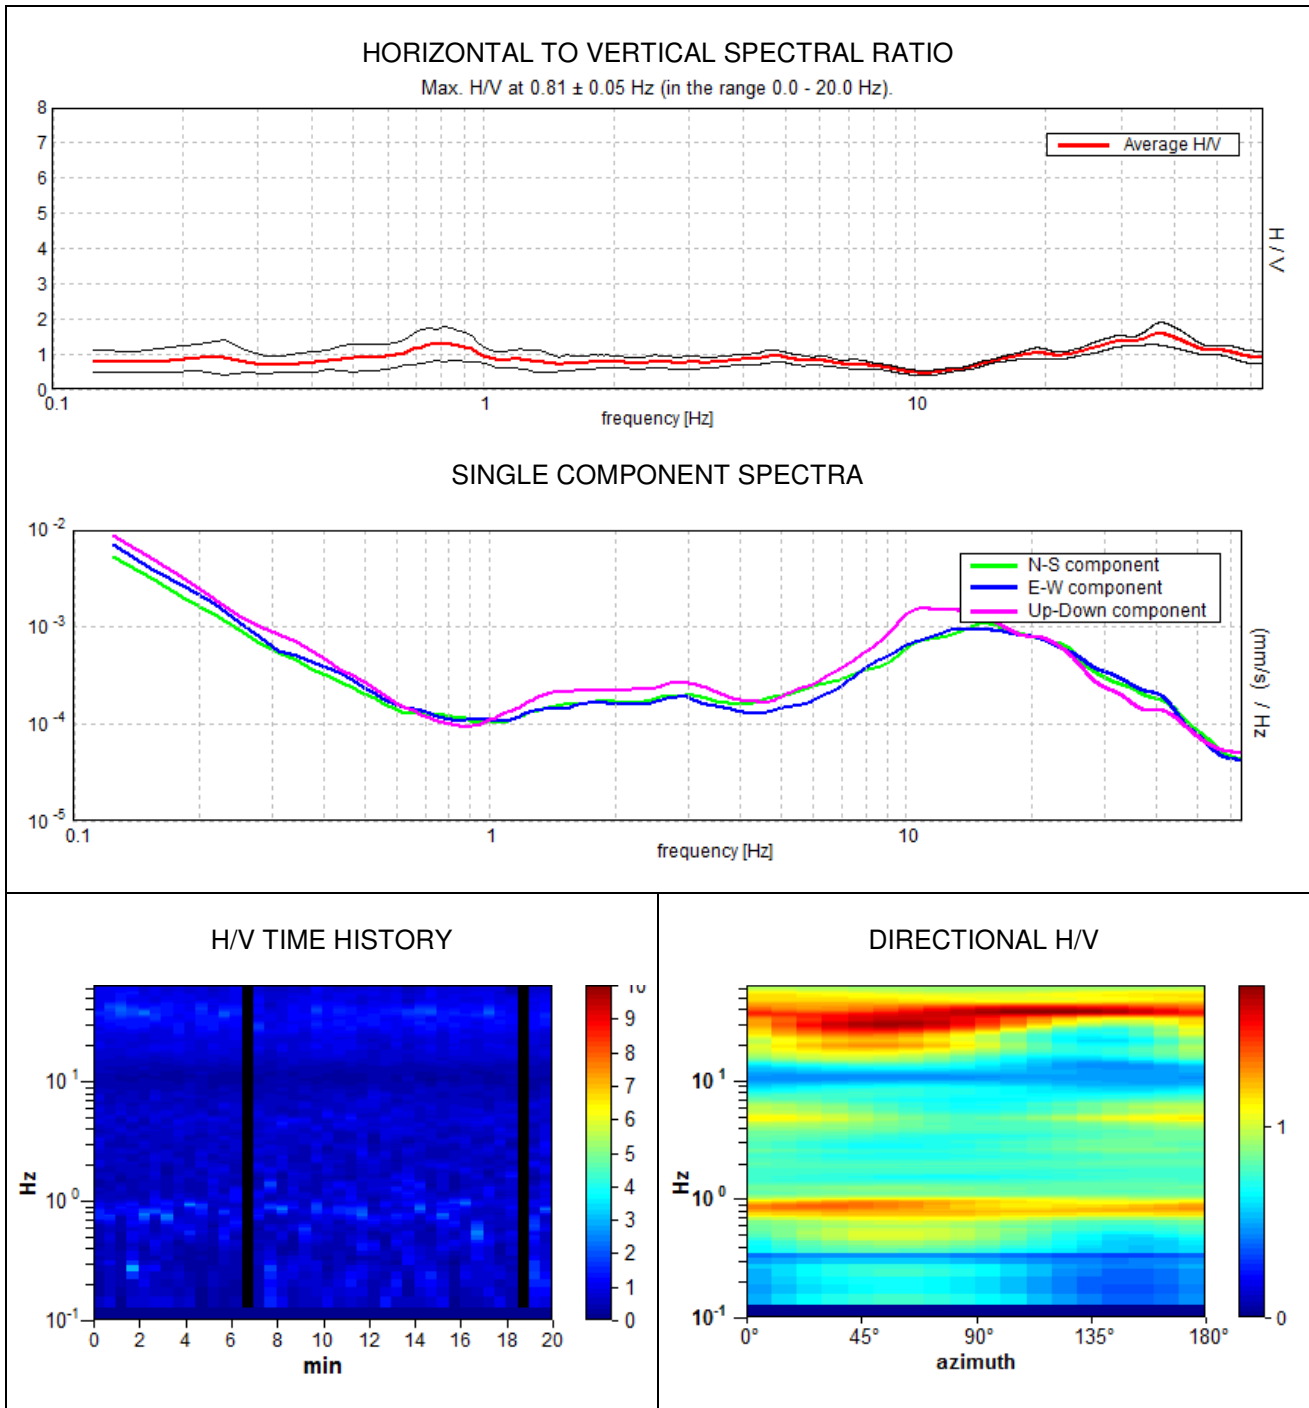 HORIZONTAL TO VERTICAL SPECTRAL RATIO
Max. H/V at 0.81 ± 0.05 Hz (in the range 0.0 - 20.0 Hz).
8
7
6
5
4
3
2
1
0
Average H/V
H / V
0.1 1 10
frequency [Hz]
SINGLE COMPONENT SPECTRA
10 -2
10 -3
10 -4
10 -5
N-S component
E-W component
Up-Down component
(mm/s) / Hz
0.1 1 10
frequency [Hz]
H/V TIME HISTORY
Hz
10 1
10 0
10 -1
0 2 4 6 8 10 12 14 16 18 20
min
10
9
8
7
6
5
4
3
2
1
0
DIRECTIONAL H/V
Hz
10 1
10 0
10 -1
0° 45° 90° 135° 180°
azimuth
1
0